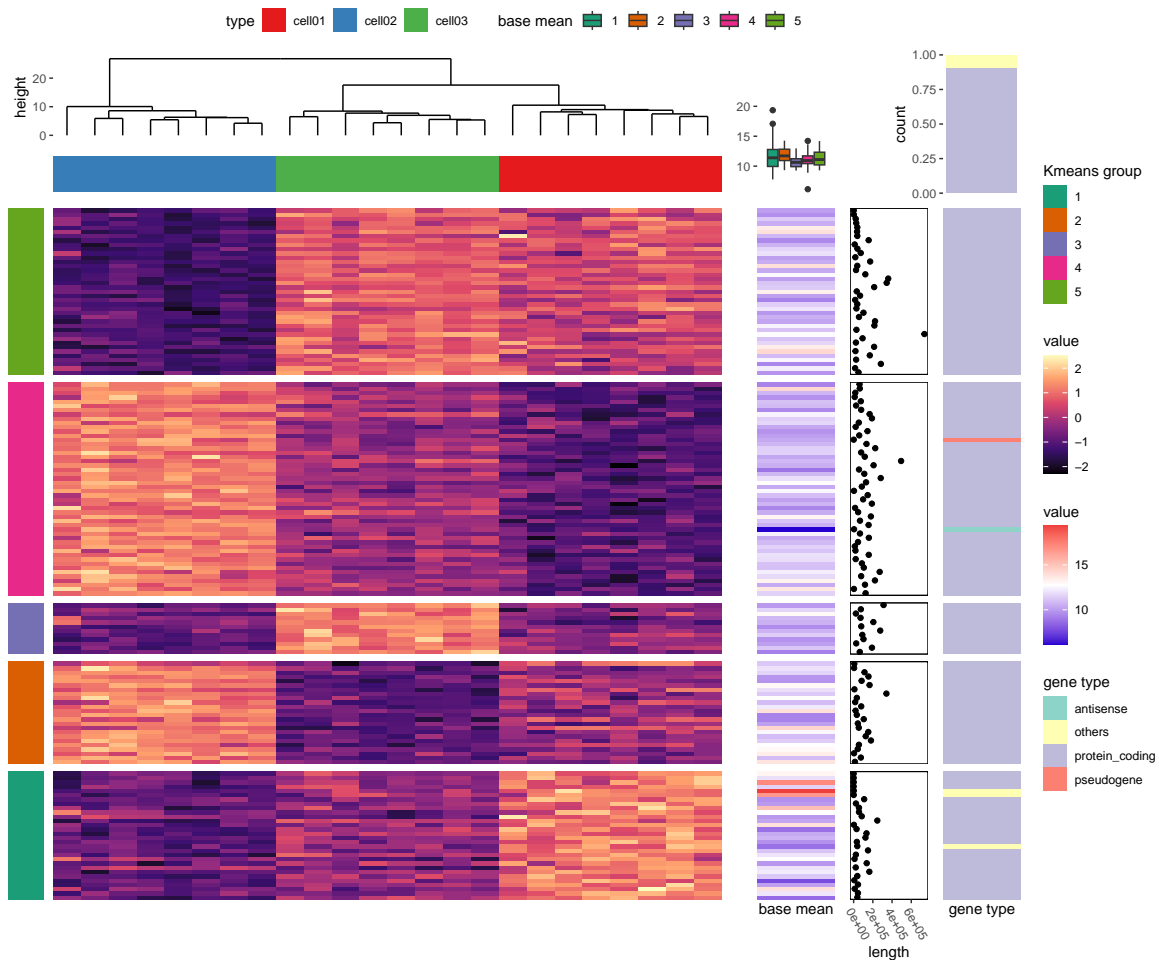 type cell01 cell02 cell03 base mean 1 2 3 4 5
height
20
10
0
20
15
10
count
1.00
0.75
0.50
0.25
0.00
Kmeans group
1
2
3
4
5
value
2
1
0
−1
−2
value
15
10
gene type
antisense
others
protein_coding
pseudogene
base mean
0e+00
2e+05
4e+05
6e+05
length
gene type